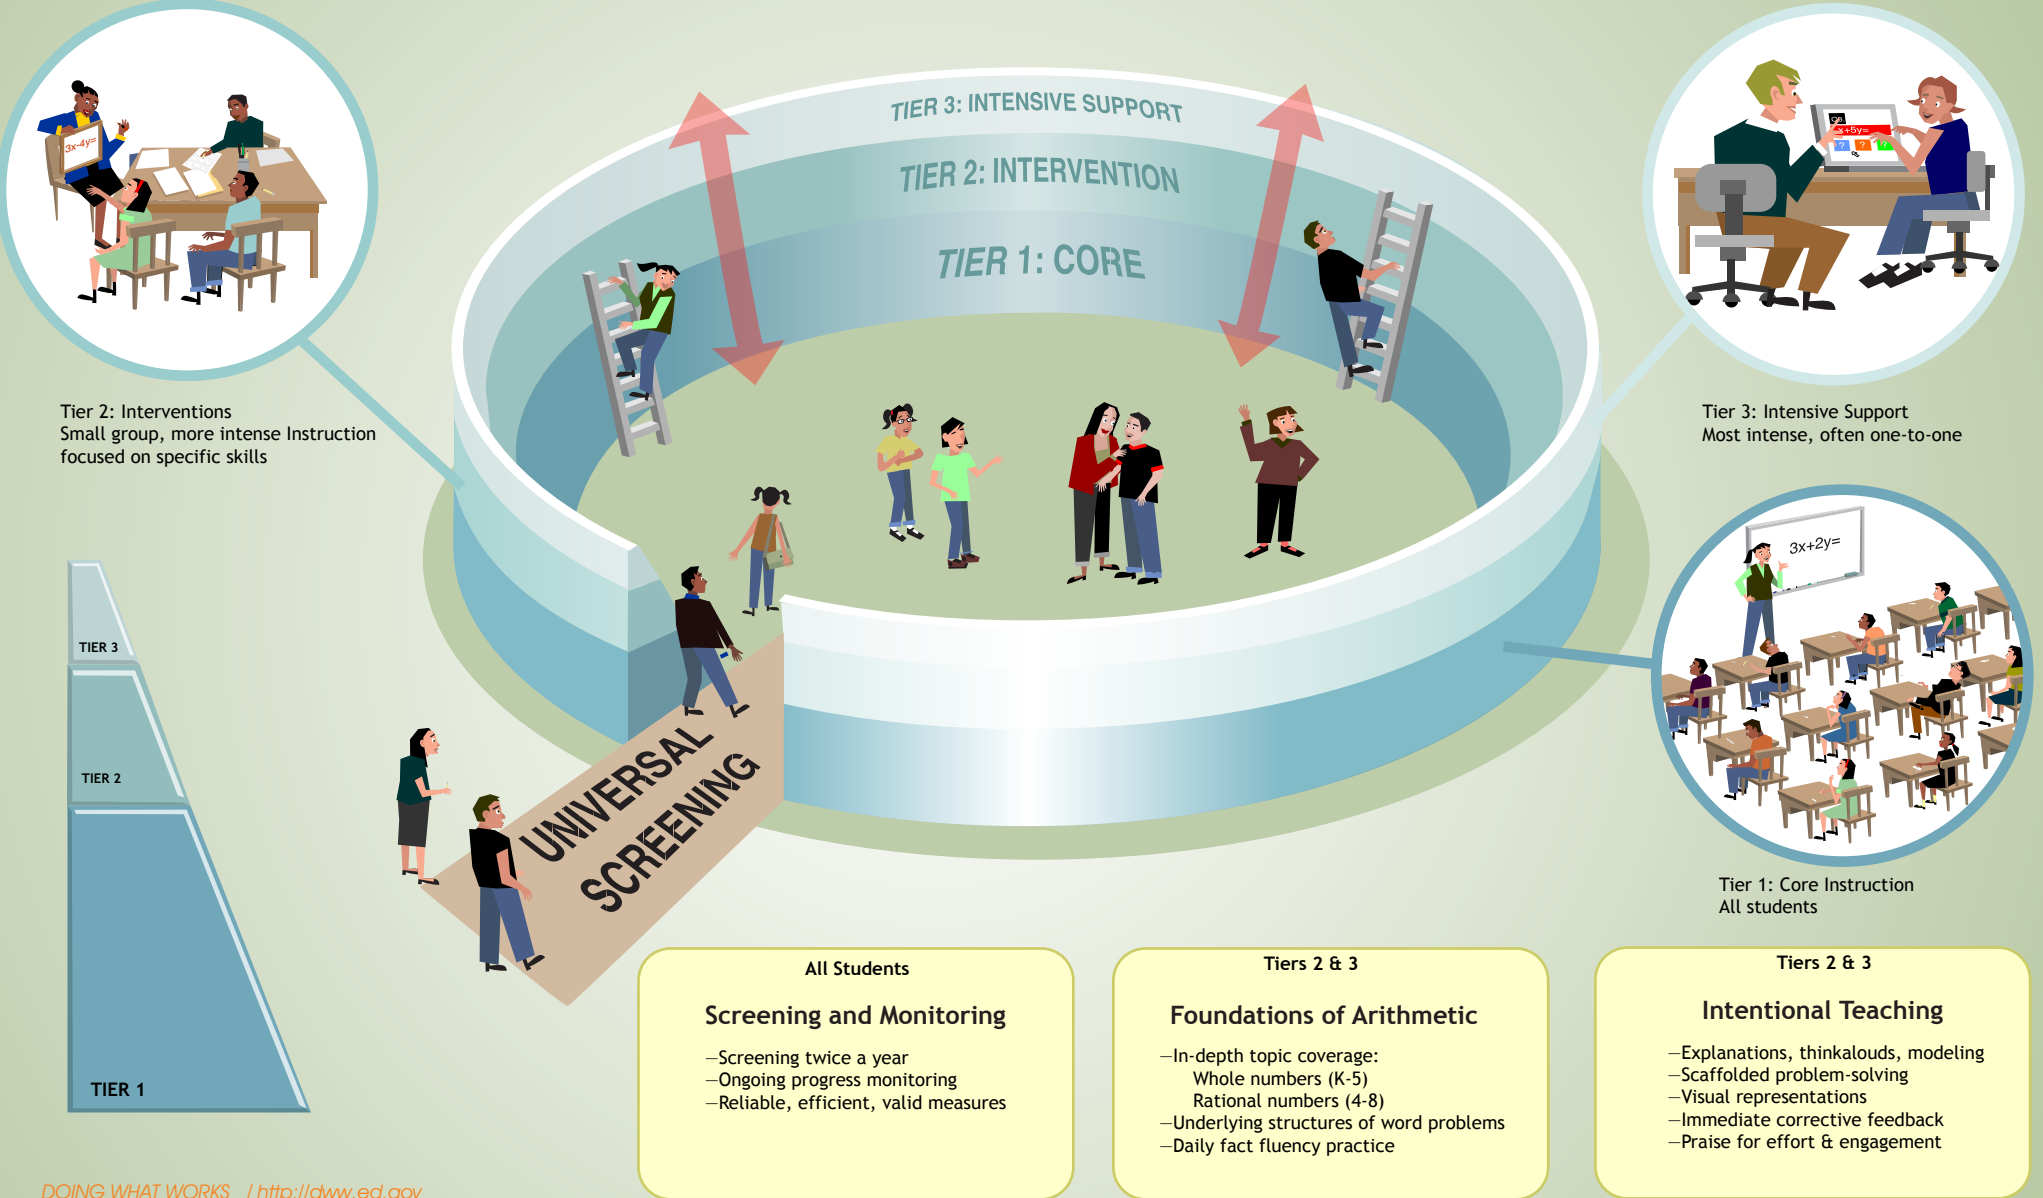 TIER 3: INTENSIVE SUPPORT
TIER 2: INTERVENTION
TIER 1: CORE
3x-4y=
x+5y=
?
?
?
Tier 2: Interventions
Small group, more intense Instruction
focused on specific skills
Tier 3: Intensive Support
Most intense, often one-to-one
3x+2y=
Tier 1: Core Instruction
All students
TIER 3
TIER 2
TIER 1
UNIVERSAL
SCREENING
All Students
Screening and Monitoring
—Screening twice a year
—Ongoing progress monitoring
—Reliable, efficient, valid measures
Tiers 2 & 3
Foundations of Arithmetic
—In-depth topic coverage:
Whole numbers (K-5)
Rational numbers (4-8)
—Underlying structures of word problems
—Daily fact fluency practice
Tiers 2 & 3
Intentional Teaching
—Explanations, thinkalouds, modeling
—Scaffolded problem-solving
—Visual representations
—Immediate corrective feedback
—Praise for effort & engagement
DOING WHAT WORKS / http://dww.ed.gov